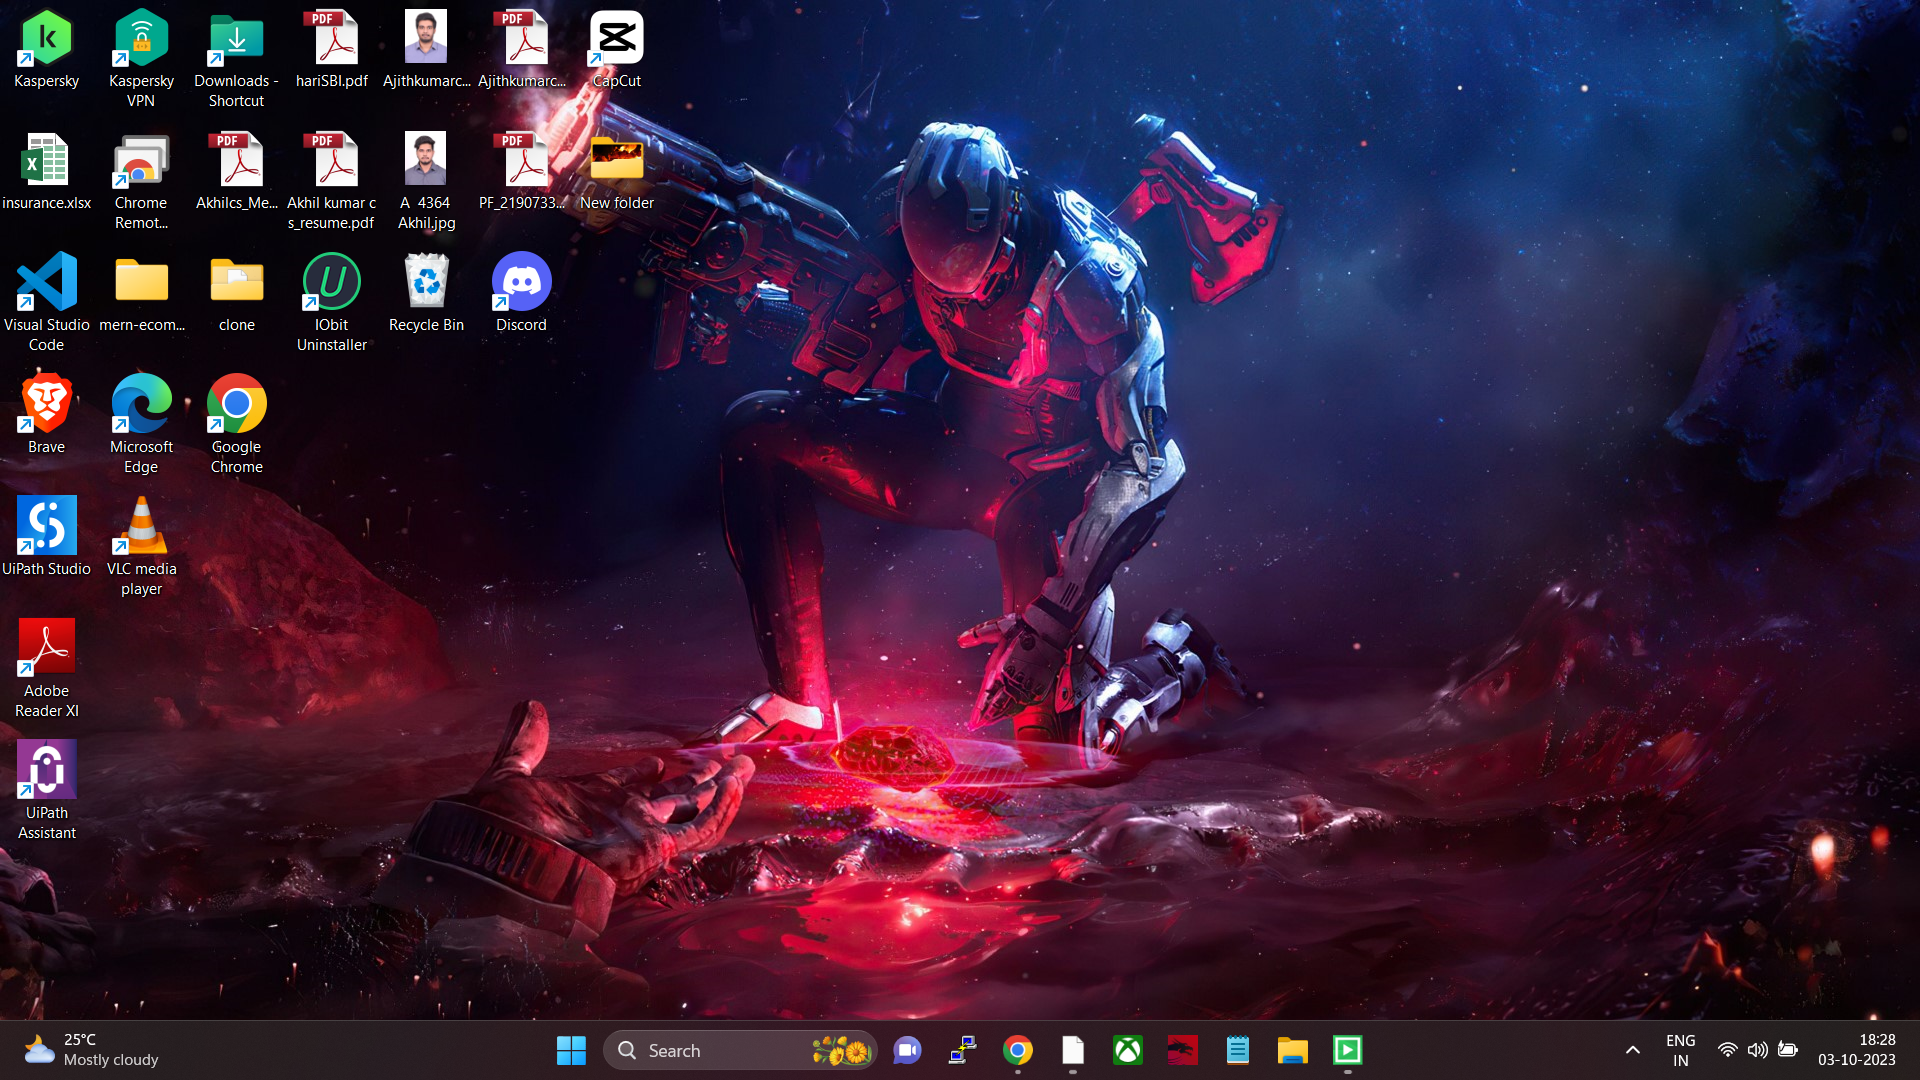 Kaspersky
Kaspersky
VPN
Downloads -
Shortcut
PDF
hariSBI.pdf
Ajithkumarc...
PDF
Ajithkumarc...
CapCut
insurance.xlsx
Chrome
Remot...
PDF
Akhilcs_Me...
PDF
Akhil kumar c
s_resume.pdf
A 4364
Akhil.jpg
PDF
PF_2190733...
New folder
Visual Studio
Code
mern-ecom...
clone
IObit
Uninstaller
Recycle Bin
Discord
Brave
Microsoft
Edge
Google
Chrome
UiPath Studio
VLC media
player
Adobe
Reader XI
UiPath
Assistant
25°C
Mostly cloudy
Search
ENG
IN
18:28
03-10-2023